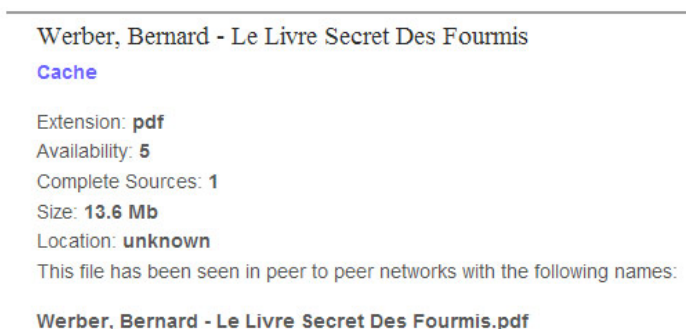 Werber, Bernard - Le Livre Secret Des Fourmis
Cache
Extension: pdf
Availability: 5
Complete Sources: 1
Size: 13.6 Mb
Location: unknown
This file has been seen in peer to peer networks with the following names:
Werber, Bernard - Le Livre Secret Des Fourmis.pdf